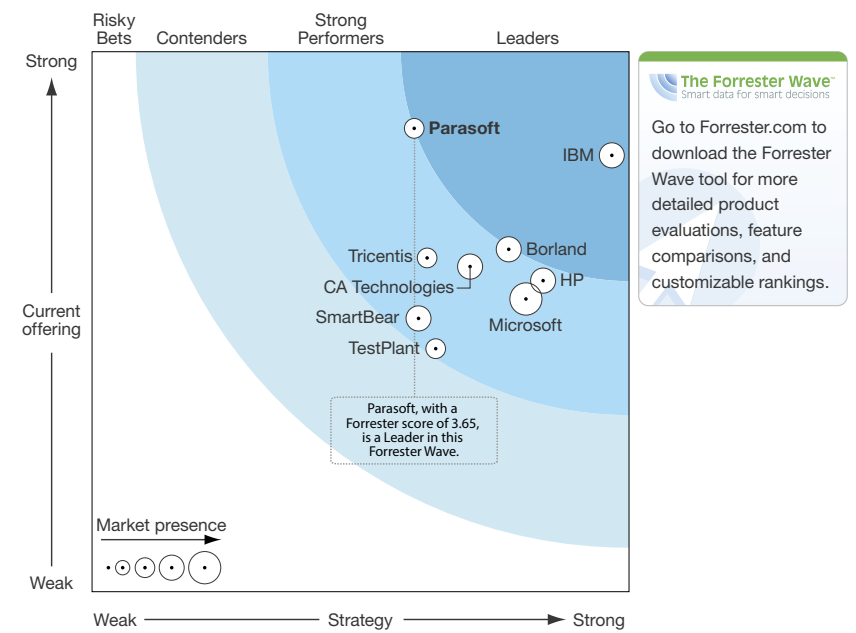 Risky
Bets
Contenders
Strong
Performers
Leaders
Strong
The Forrester Wave™
Smart data for smart decisions
Go to Forrester.com to
download the Forrester
Wave tool for more
detailed product
evaluations, feature
comparisons, and
customizable rankings.
Parasoft
IBM
Borland
Tricentis
HP
CA Technologies
SmartBear
Microsoft
TestPlant
Current
offering
Parasoft, with a
Forrester score of 3.65,
is a Leader in this
Forrester Wave.
Market presence
Weak
Weak
Strategy
Strong